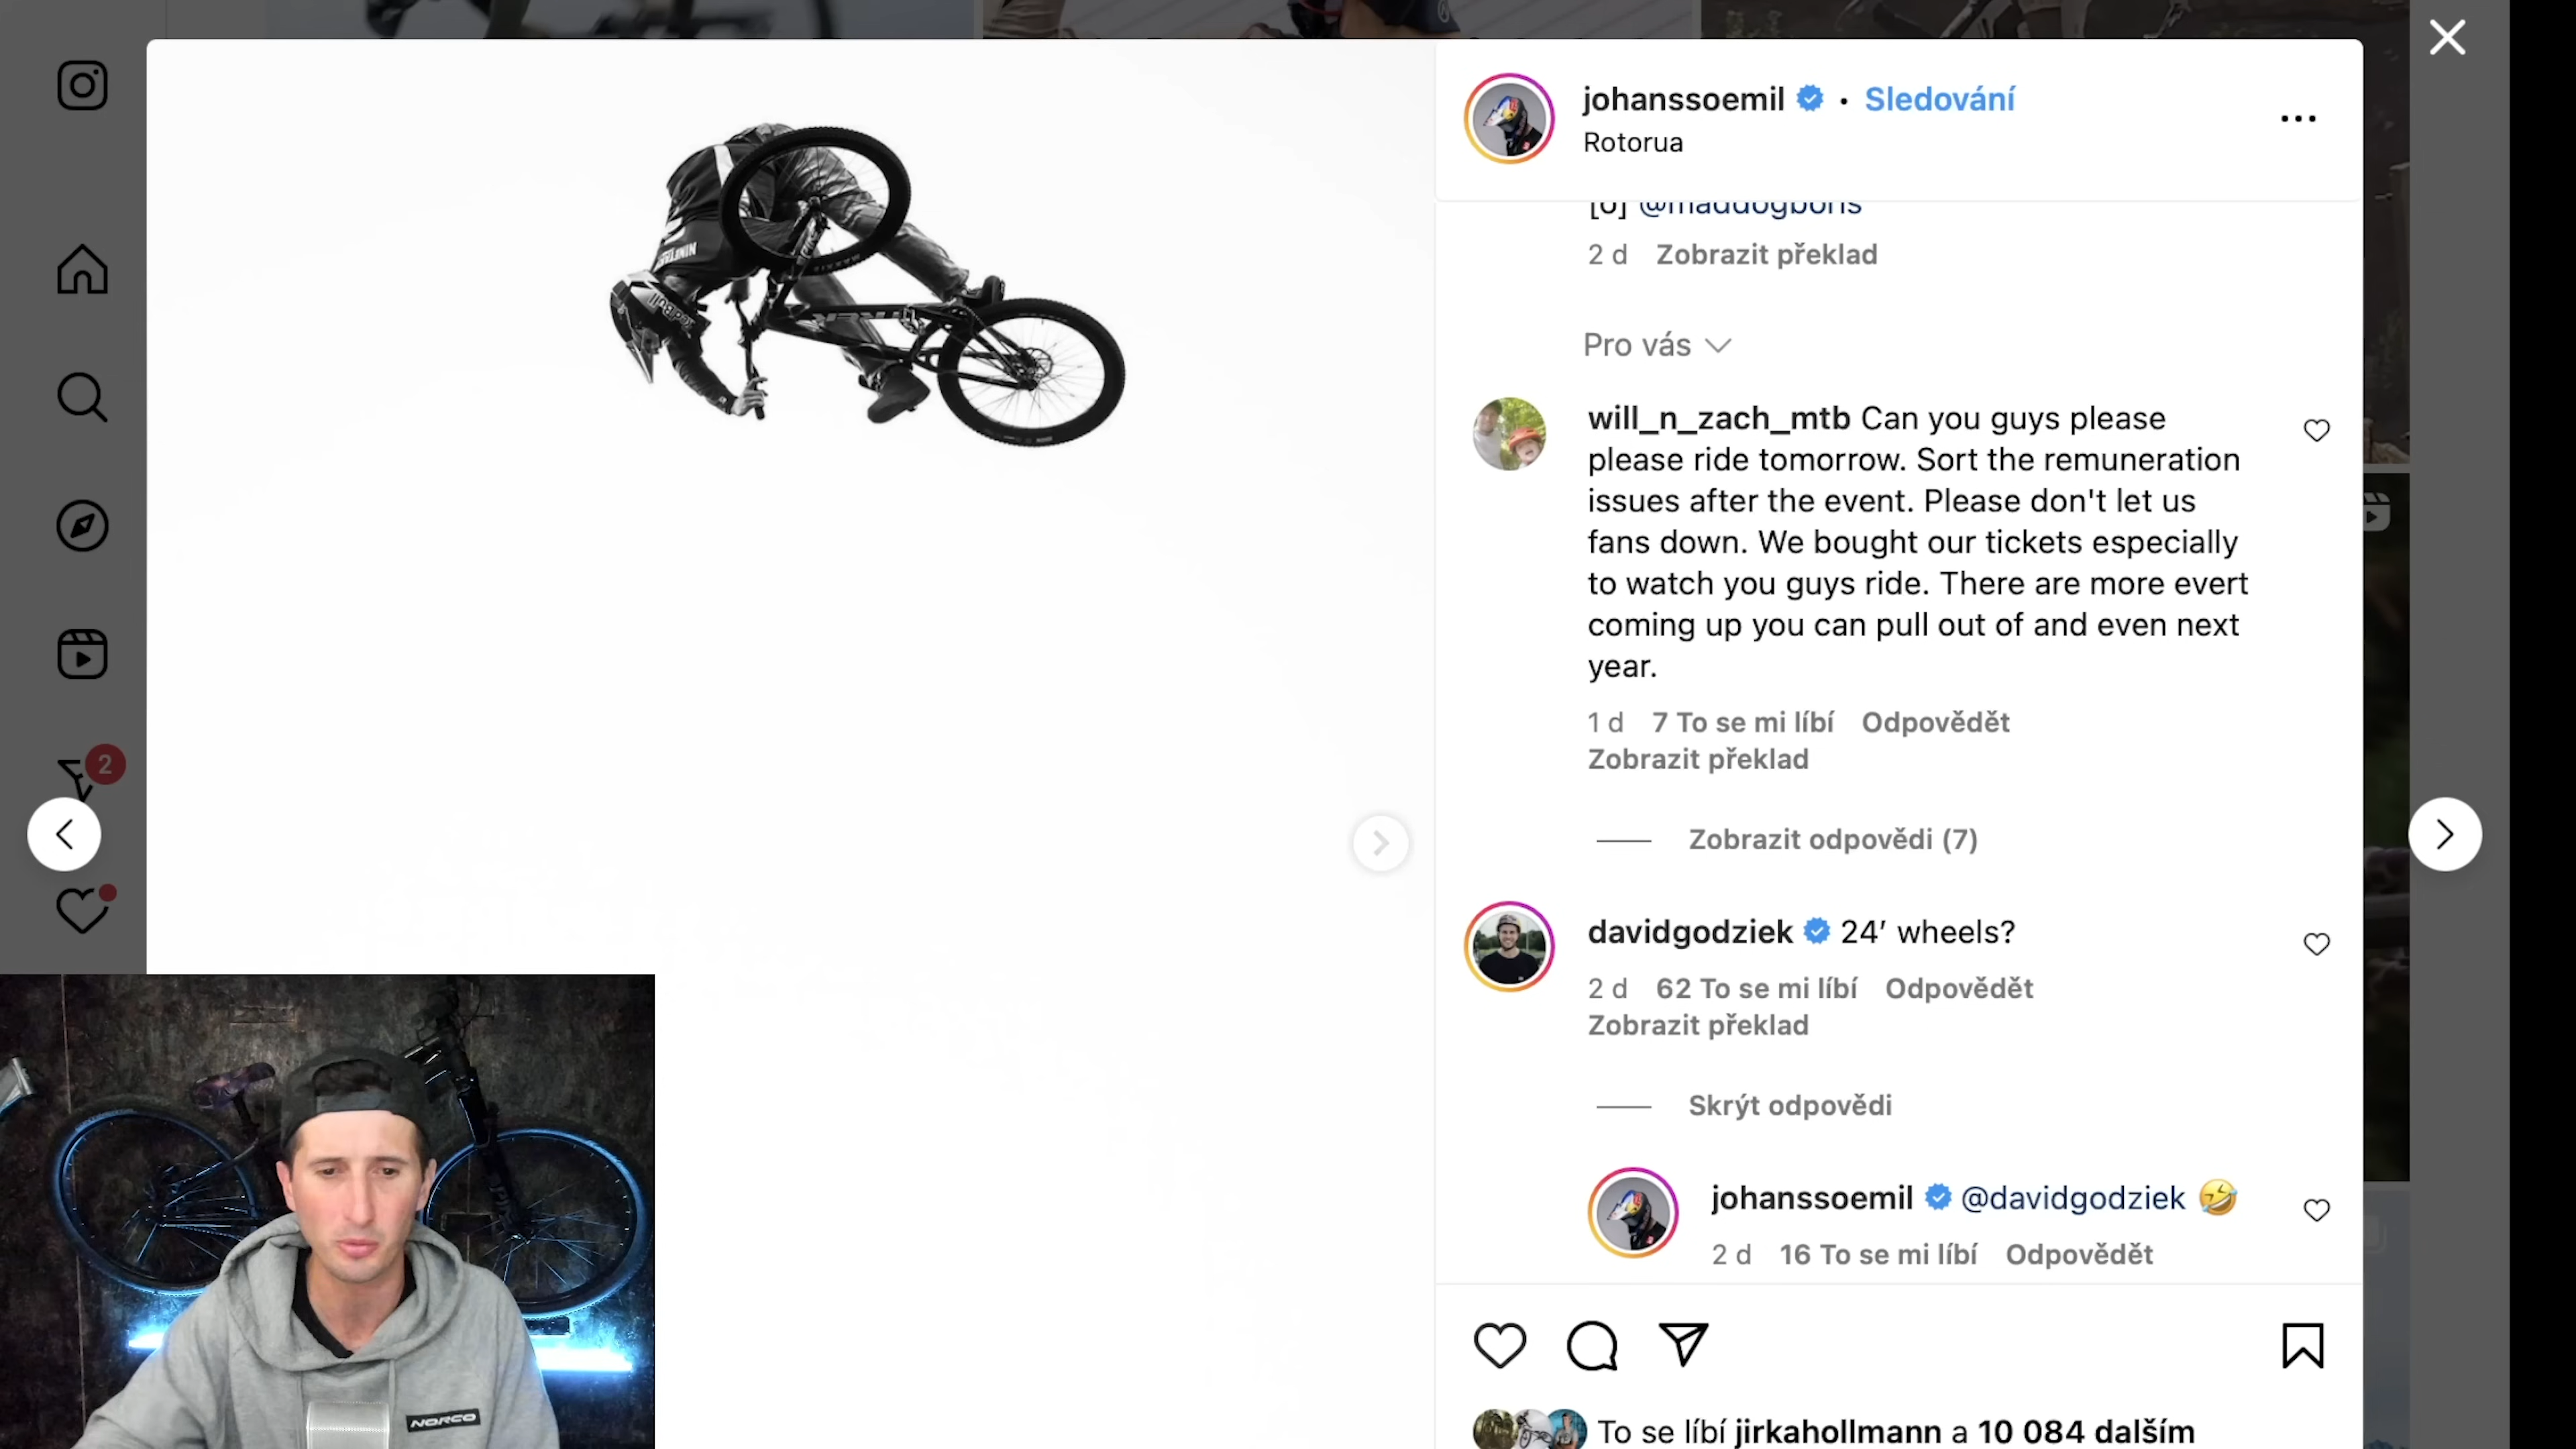 johanssoemil • Sledování
Rotorua
[o] @maddogboris
2 d Zobrazit překlad
Pro vás
will_n_zach_mtb Can you guys please
please ride tomorrow. Sort the remuneration
issues after the event. Please don't let us
fans down. We bought our tickets especially
to watch you guys ride. There are more evert
coming up you can pull out of and even next
year.
1 d 7 To se mi líbí Odpovědět
Zobrazit překlad
Zobrazit odpovědi (7)
davidgodziek 24′ wheels?
2 d 62 To se mi líbí Odpovědět
Zobrazit překlad
Skrýt odpovědi
johanssoemil @davidgodziek 🤣
2 d 16 To se mi líbí Odpovědět
To se líbí jirkahollmann a 10 084 dalším
2
RedBull
MAXXIS
NORCO